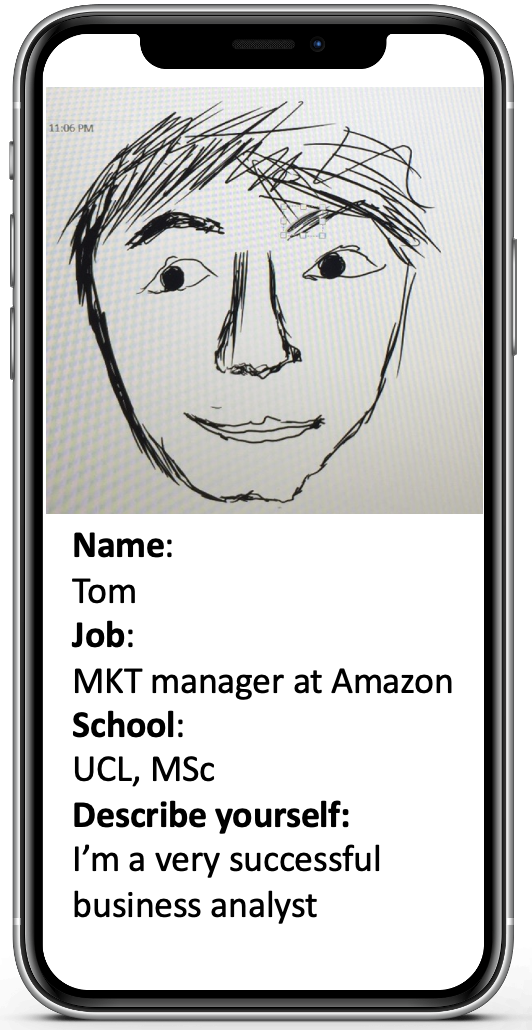 11:06 PM
Name:
Tom
Job:
MKT manager at Amazon
School:
UCL, MSc
Describe yourself:
I’m a very successful
business analyst